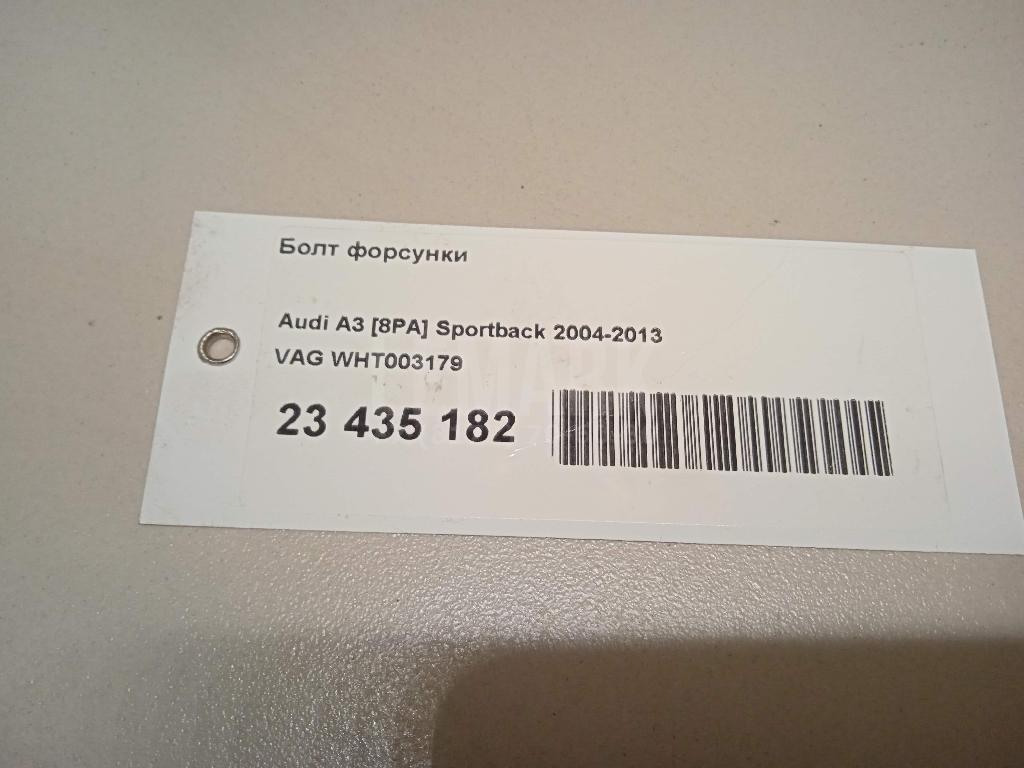 Болт форсунки
Audi A3 [8PA] Sportback 2004-2013
VAG WHT003179
23 435 182